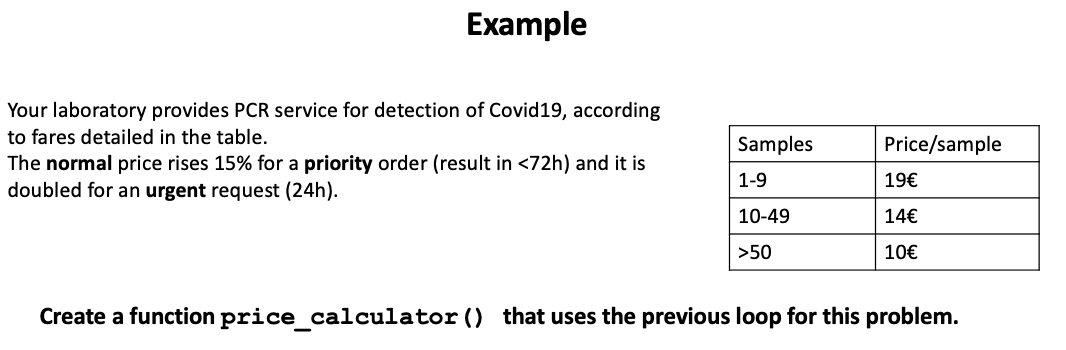 Example
Your laboratory provides PCR service for detection of Covid19, according
to fares detailed in the table.
The normal price rises 15% for a priority order (result in <72h) and it is
doubled for an urgent request (24h).
Samples Price/sample
1-9 19€
10-49 14€
>50 10€
Create a function price_calculator() that uses the previous loop for this problem.